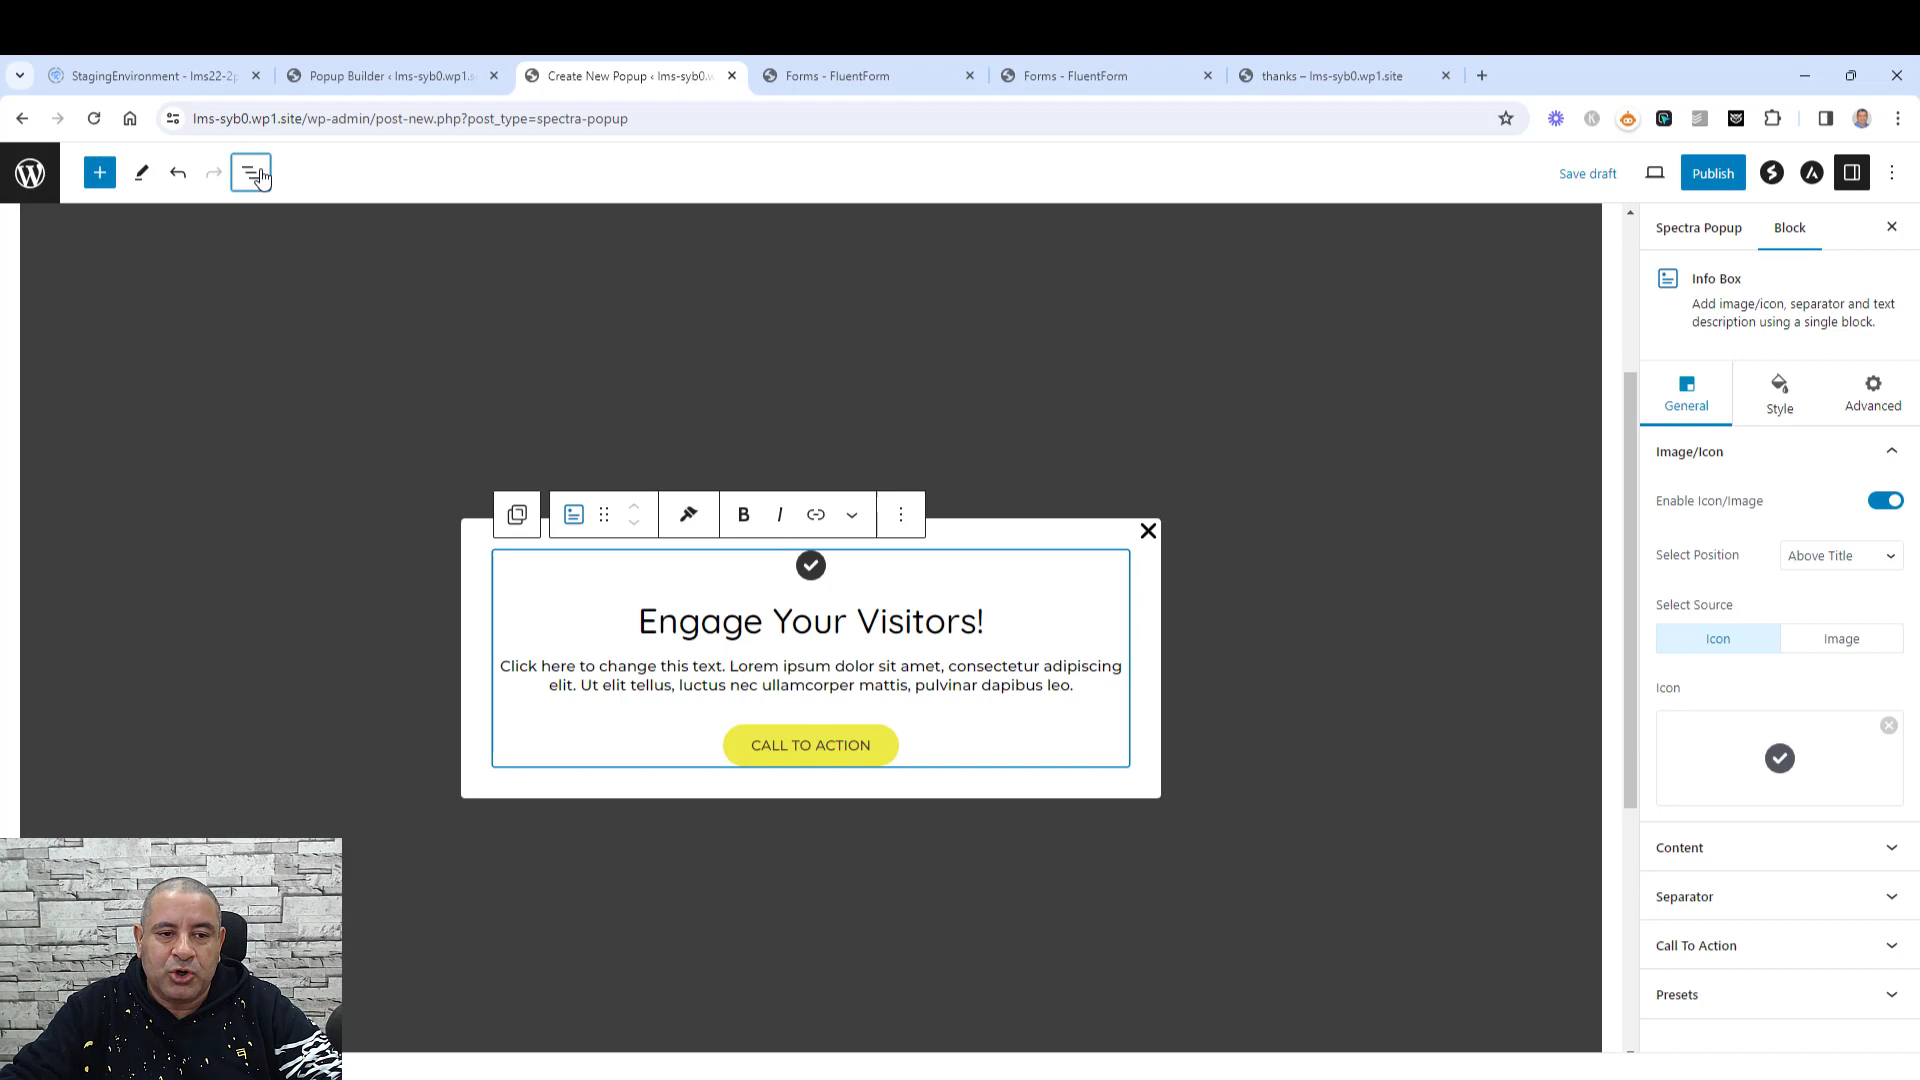 StagingEnvironment - lms22-2p
Popup Builder ‹ lms-syb0.wp1.s
Create New Popup ‹ lms-syb0.w
Forms - FluentForm
Forms - FluentForm
thanks – lms-syb0.wp1.site
lms-syb0.wp1.site/wp-admin/post-new.php?post_type=spectra-popup
Save draft
Publish
Spectra Popup
Block
Info Box
Add image/icon, separator and text
description using a single block.
General
Style
Advanced
Image/Icon
Enable Icon/Image
Select Position
Above Title
Select Source
Icon
Image
Icon
Content
Separator
Call To Action
Presets
B I
Engage Your Visitors!
Click here to change this text. Lorem ipsum dolor sit amet, consectetur adipiscing
elit. Ut elit tellus, luctus nec ullamcorper mattis, pulvinar dapibus leo.
CALL TO ACTION